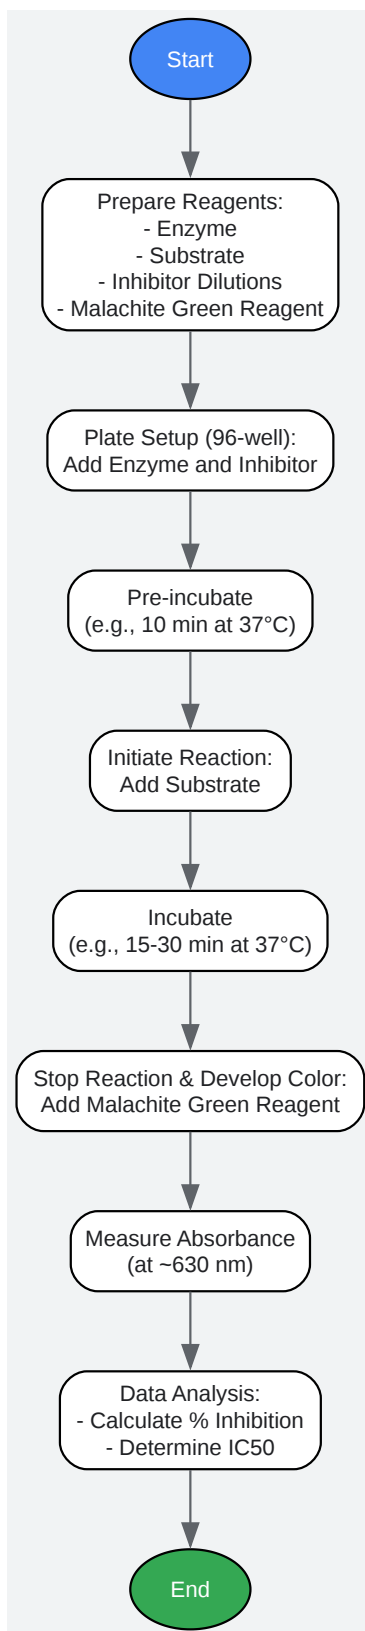 Start
Prepare Reagents:
- Enzyme
- Substrate
- Inhibitor Dilutions
- Malachite Green Reagent
Plate Setup (96-well):
Add Enzyme and Inhibitor
Pre-incubate
(e.g., 10 min at 37°C)
Initiate Reaction:
Add Substrate
Incubate
(e.g., 15-30 min at 37°C)
Stop Reaction & Develop Color:
Add Malachite Green Reagent
Measure Absorbance
(at ~630 nm)
Data Analysis:
- Calculate % Inhibition
- Determine IC50
End